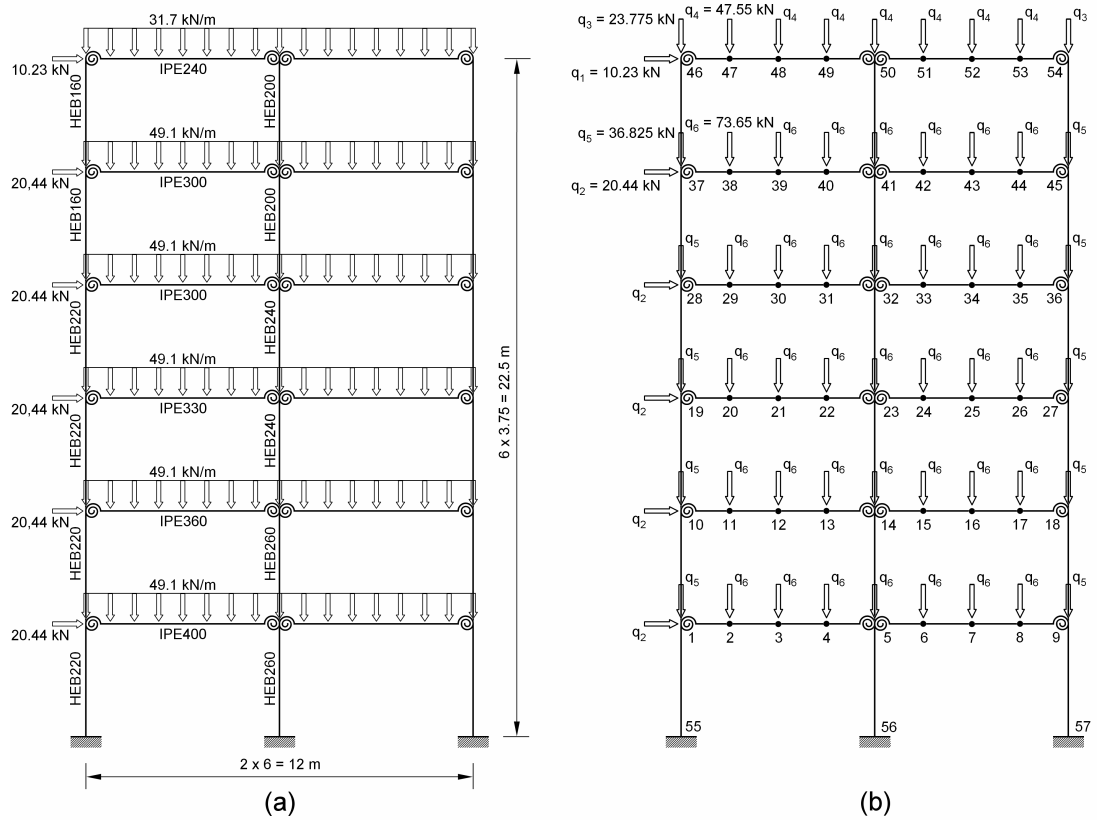 31.7 kN/m
10.23 kN
IPE240
HEB160
HEB200
49.1 kN/m
20,44 kN
IPE300
HEB160
HEB200
49.1 kN/m
20.44 kN
IPE300
HEB220
HEB240
49.1 kN/m
20,44 kN
IPE330
HEB220
HEB240
49.1 kN/m
20,44 kN
IPE360
HEB220
HEB260
49.1 kN/m
20.44 kN
IPE400
HEB220
HEB260
6 x 3.75 = 22.5 m
2 x 6 = 12 m
(a)
q4 = 47.55 kN
q3 = 23.775 kN q4 q4 q4 q4 q4 q4 q3
q1 = 10.23 kN 46 47 48 49 50 51 52 53 54
q6 = 73.65 kN
q5 = 36.825 kN q6 q6 q6 q6 q6 q6 q5
q2 = 20.44 kN 37 38 39 40 41 42 43 44 45
q5 q6 q6 q6 q6 q6 q6 q6 q5
q2 28 29 30 31 32 33 34 35 36
q5 q6 q6 q6 q6 q6 q6 q6 q5
q2 19 20 21 22 23 24 25 26 27
q5 q6 q6 q6 q6 q6 q6 q6 q5
q2 10 11 12 13 14 15 16 17 18
q5 q6 q6 q6 q6 q6 q6 q6 q5
q2 1 2 3 4 5 6 7 8 9
55 56 57
(b)